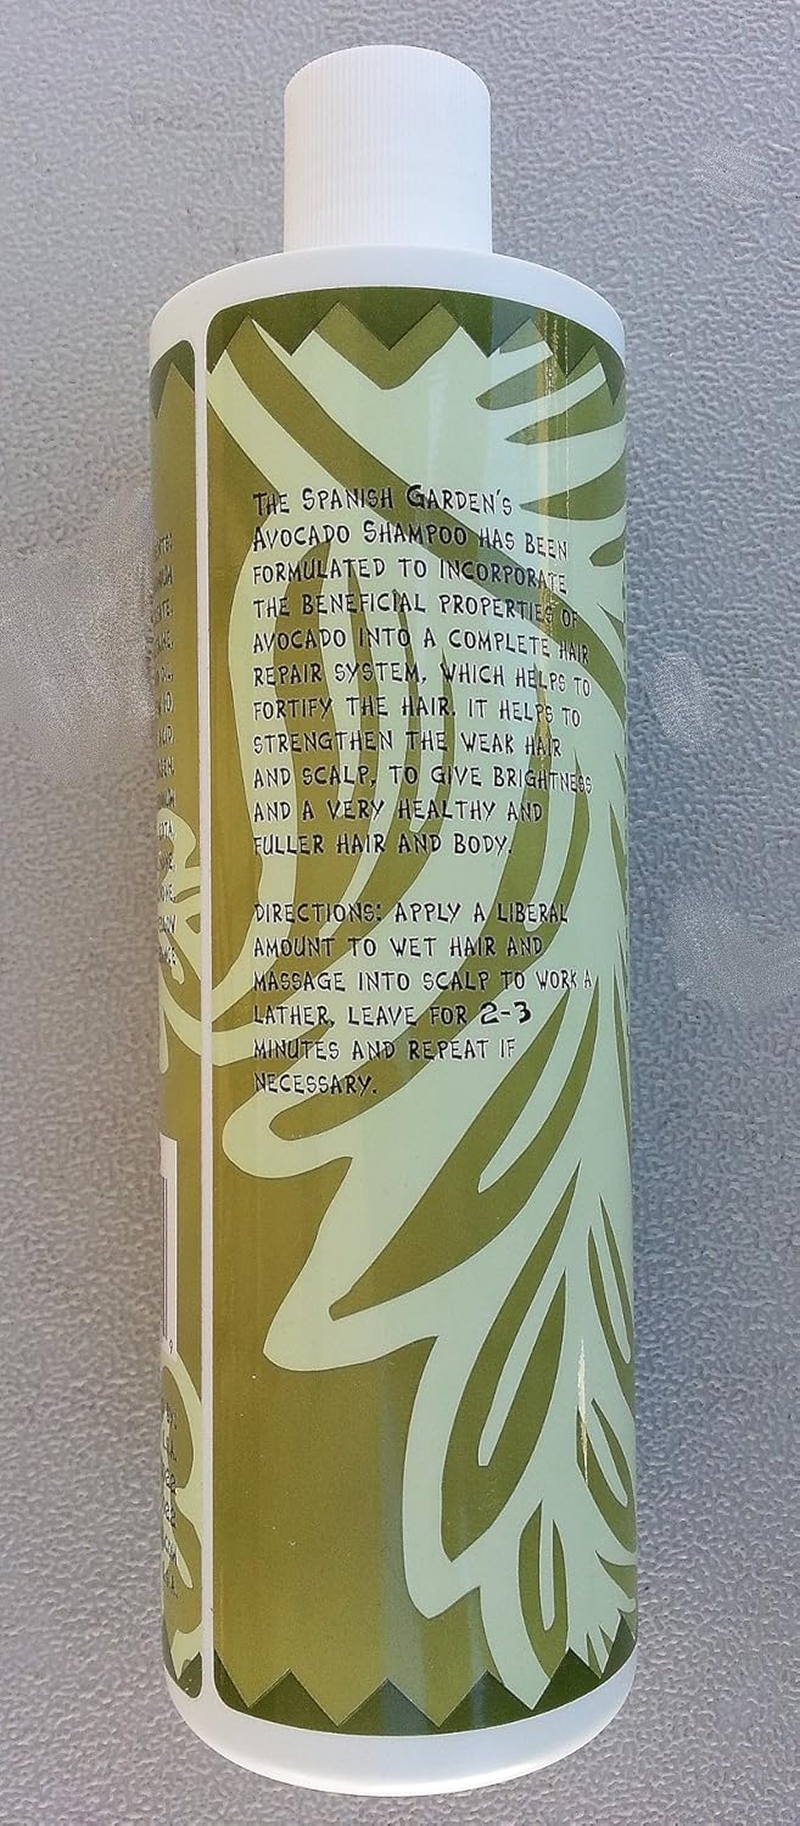 The Spanish Garden's
Avocado Shampoo has been
formulated to incorporate
the beneficial properties of
avocado into a complete hair
repair system, which helps to
fortify the hair. It helps to
strengthen the weak hair
and scalp, to give brightness
and a very healthy and
fuller hair and body.
Directions: Apply a liberal
amount to wet hair and
massage into scalp to work a
lather, leave for 2-3
minutes and repeat if
necessary.